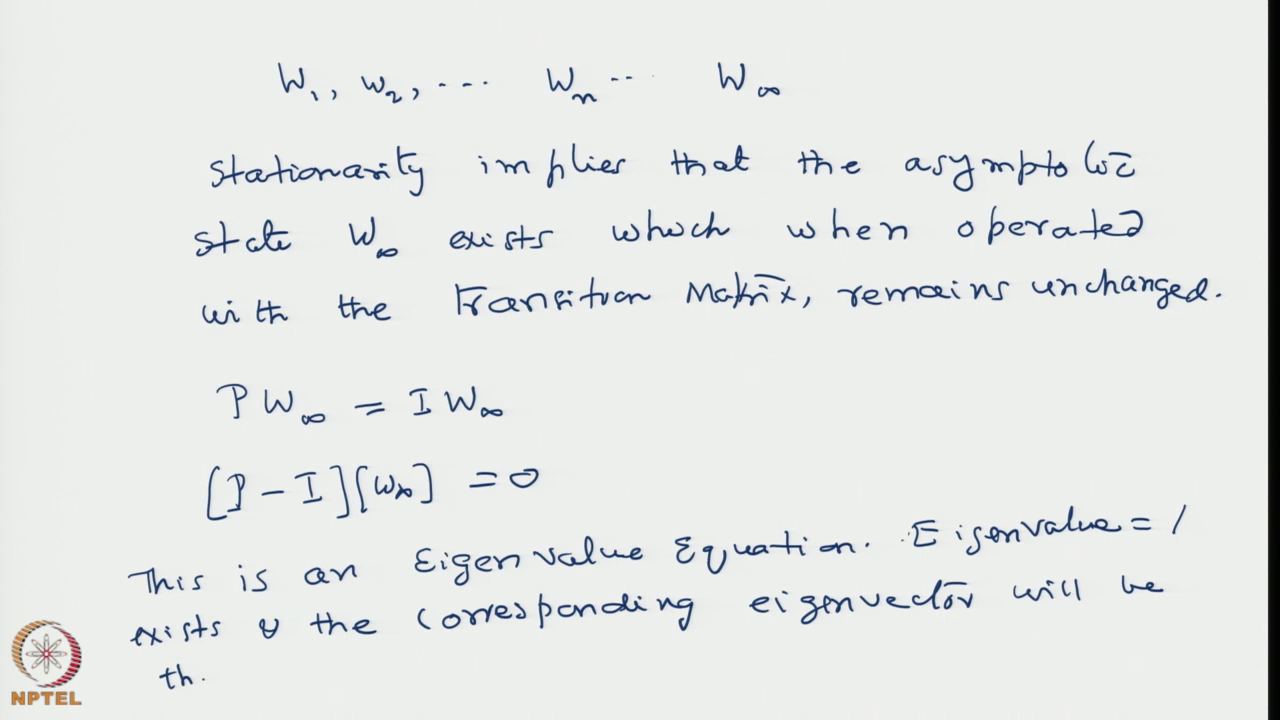 W₁, W₂, --- Wₙ -- W∞
Stationarity implies that the asymptotic
state W∞ exists which when operated
with the Transition Matrix, remains unchanged.
P W∞ = I W∞
[P - I][W∞] = 0
This is an Eigenvalue Equation. Eigenvalue = 1
exists & the corresponding eigenvector will be
th.
NPTEL